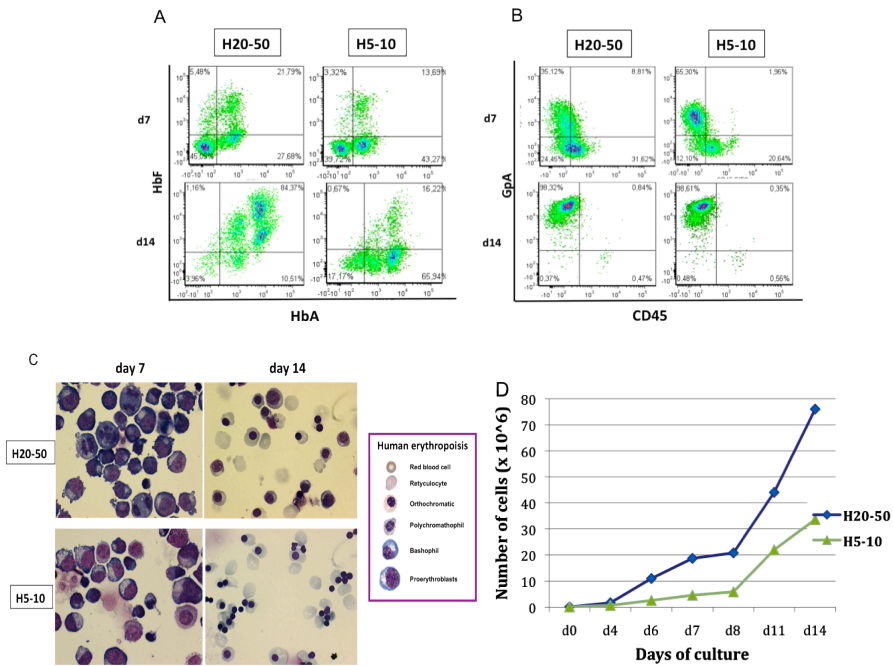 A
B
H20-50
H5-10
H20-50
H5-10
d7
5,48%
21,79%
27,68%
3,32%
13,69%
39,72%
43,27%
d7
35,12%
8,81%
24,45%
31,62%
65,30%
1,96%
12,10%
20,64%
HbF
GpA
d14
1,16%
84,37%
3,96%
10,51%
0,67%
16,22%
17,17%
65,94%
d14
98,32%
0,84%
0,37%
0,47%
98,61%
0,35%
0,48%
0,56%
HbA
CD45
C
day 7
day 14
H20-50
H5-10
Human erythropoisis
Red blood cell
Retyculocyte
Orthochromatic
Polychromathophil
Bashophil
Proerythroblasts
D
Number of cells (x 10^6)
80
70
60
50
40
30
20
10
0
H20-50
H5-10
d0
d4
d6
d7
d8
d11
d14
Days of culture